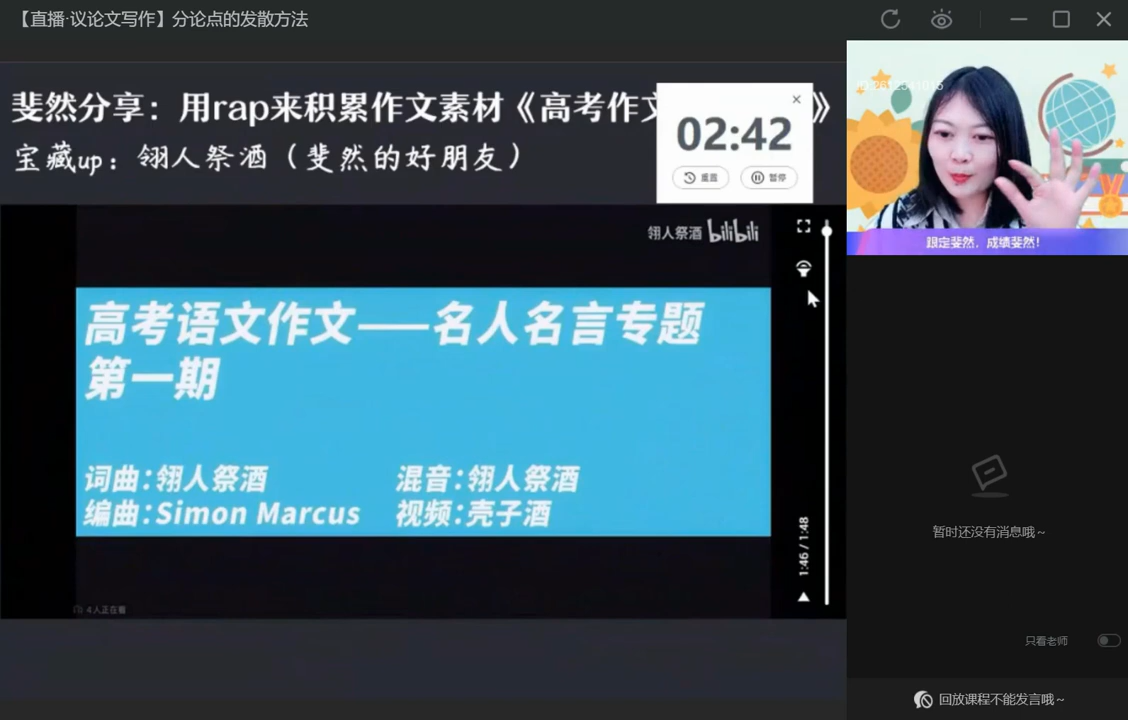 【直播·议论文写作】分论点的发散方法
斐然分享：用rap来积累作文素材《高考作文》
宝藏up：翎人祭酒（斐然的好朋友）
02:42
重置 暂停
翎人祭酒 bilibili
高考语文作文——名人名言专题
第一期
词曲:翎人祭酒 混音:翎人祭酒
编曲:Simon Marcus 视频:壳子酒
1:46 / 1:48
4人正在看
跟定斐然，成绩斐然！
暂时还没有消息哦～
只看老师
回放课程不能发言哦～